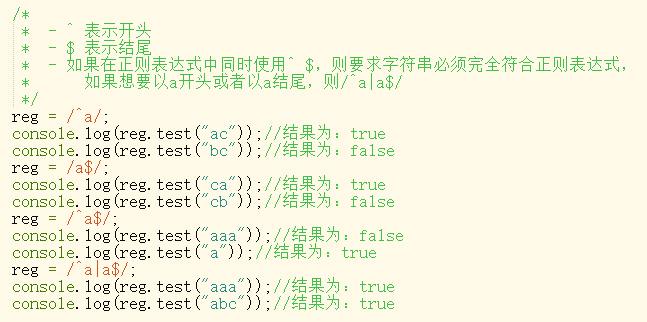 /*
 * - ^ 表示开头
 * - $ 表示结尾
 * - 如果在正则表达式中同时使用^ $，则要求字符串必须完全符合正则表达式，
 *    如果想要以a开头或者以a结尾，则/^a|a$/
 */
reg = /^a/;
console.log(reg.test("ac"));//结果为：true
console.log(reg.test("bc"));//结果为：false
reg = /a$/;
console.log(reg.test("ca"));//结果为：true
console.log(reg.test("cb"));//结果为：false
reg = /^a$/;
console.log(reg.test("aaa"));//结果为：false
console.log(reg.test("a"));//结果为：true
reg = /^a|a$/;
console.log(reg.test("aaa"));//结果为：true
console.log(reg.test("abc"));//结果为：true